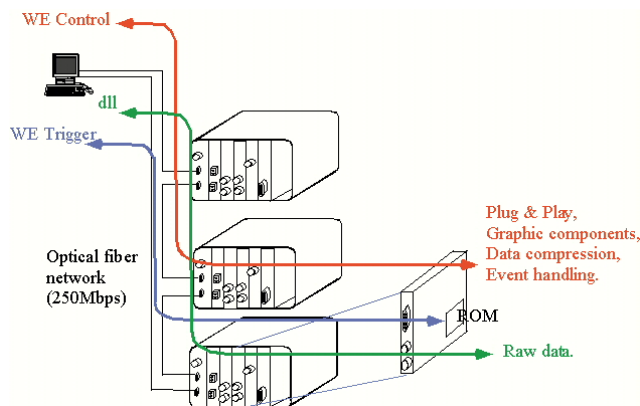 WE Control
dll
WE Trigger
Plug & Play,
Graphic components,
Data compression,
Event handling.
Optical fiber
network
(250Mbps)
ROM
Raw data.